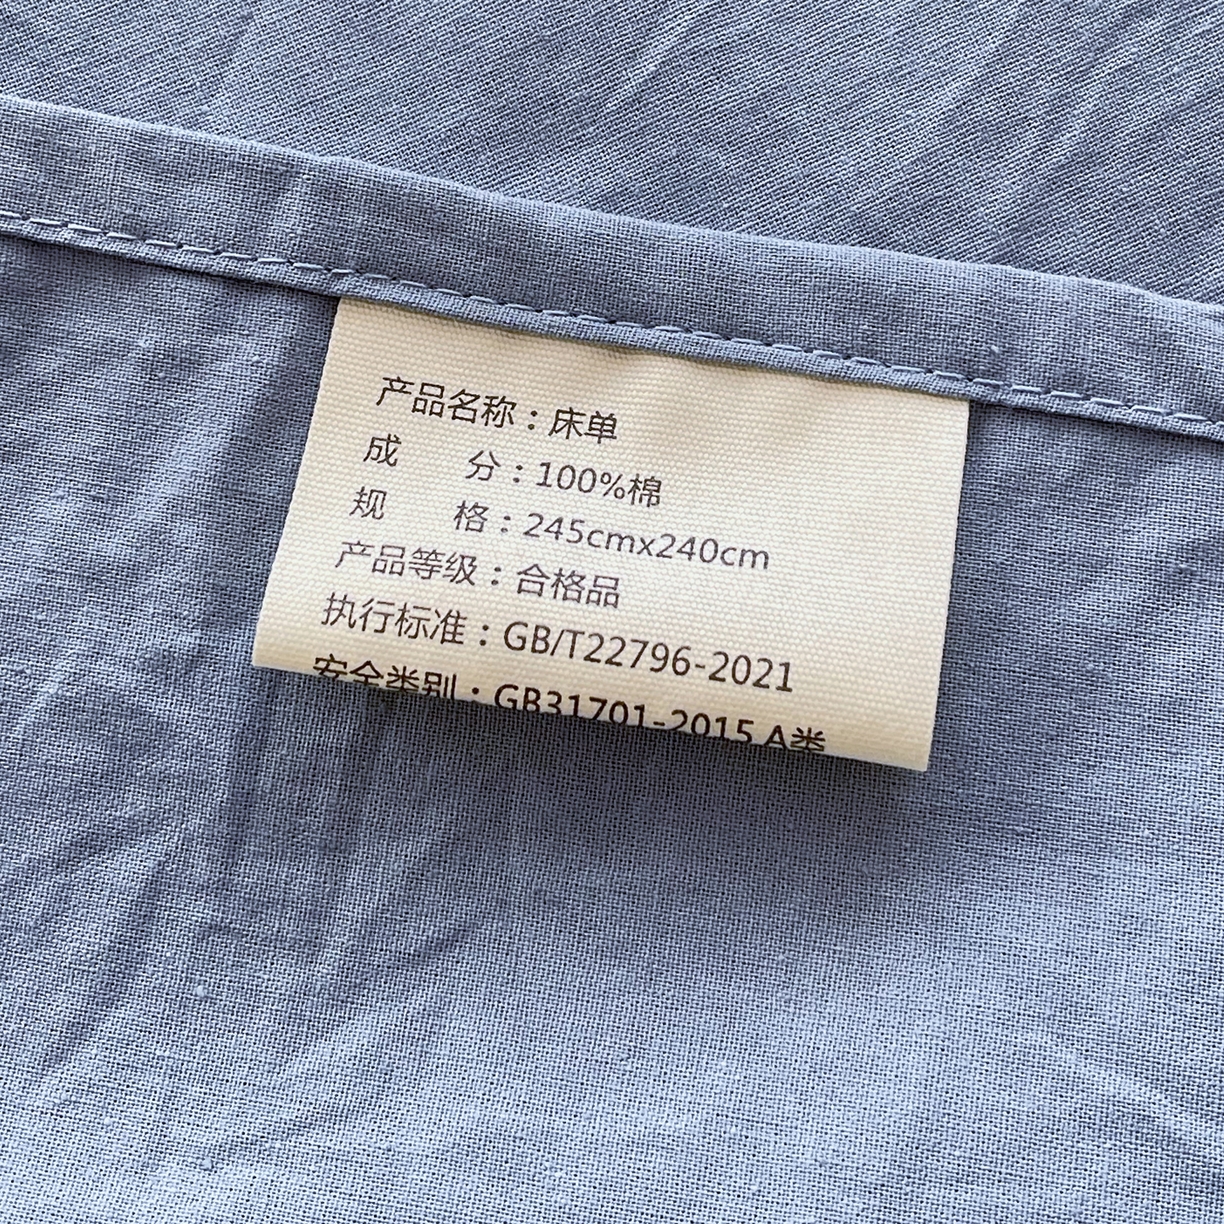 产品名称：床单
成 分：100%棉
规 格：245cmx240cm
产品等级：合格品
执行标准：GB/T22796-2021
安全类别：GB31701-2015 A类